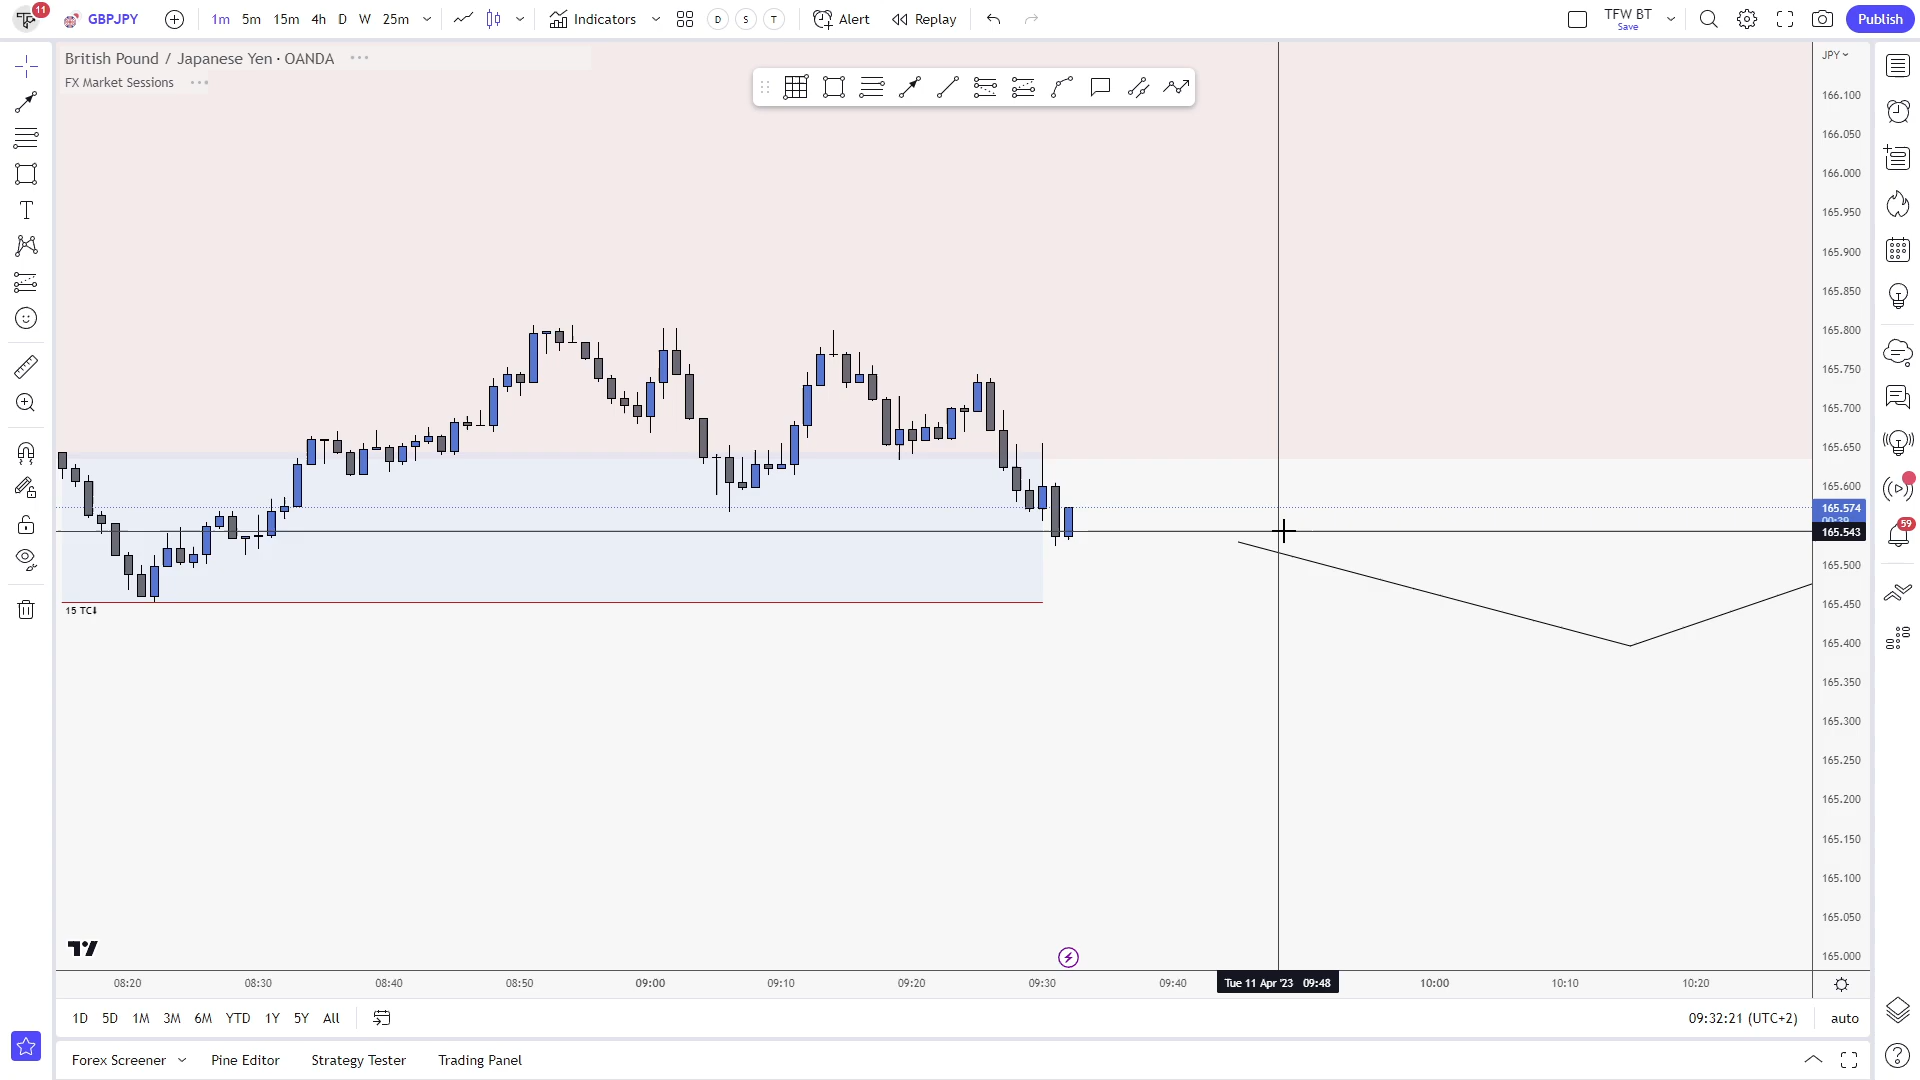 11
GBPJPY
1m 5m 15m 4h D W 25m
Indicators
D S T
Alert
Replay
TFW BT
Save
Publish
British Pound / Japanese Yen · OANDA
FX Market Sessions
JPY
166.100
166.050
166.000
165.950
165.900
165.850
165.800
165.750
165.700
165.650
165.600
165.574
00:39
165.543
165.500
165.450
165.400
165.350
165.300
165.250
165.200
165.150
165.100
165.050
165.000
59
15 TC
08:20 08:30 08:40 08:50 09:00 09:10 09:20 09:30 09:40 Tue 11 Apr '23 09:48 10:00 10:10 10:20
1D 5D 1M 3M 6M YTD 1Y 5Y All
09:32:21 (UTC+2)
auto
Forex Screener Pine Editor Strategy Tester Trading Panel